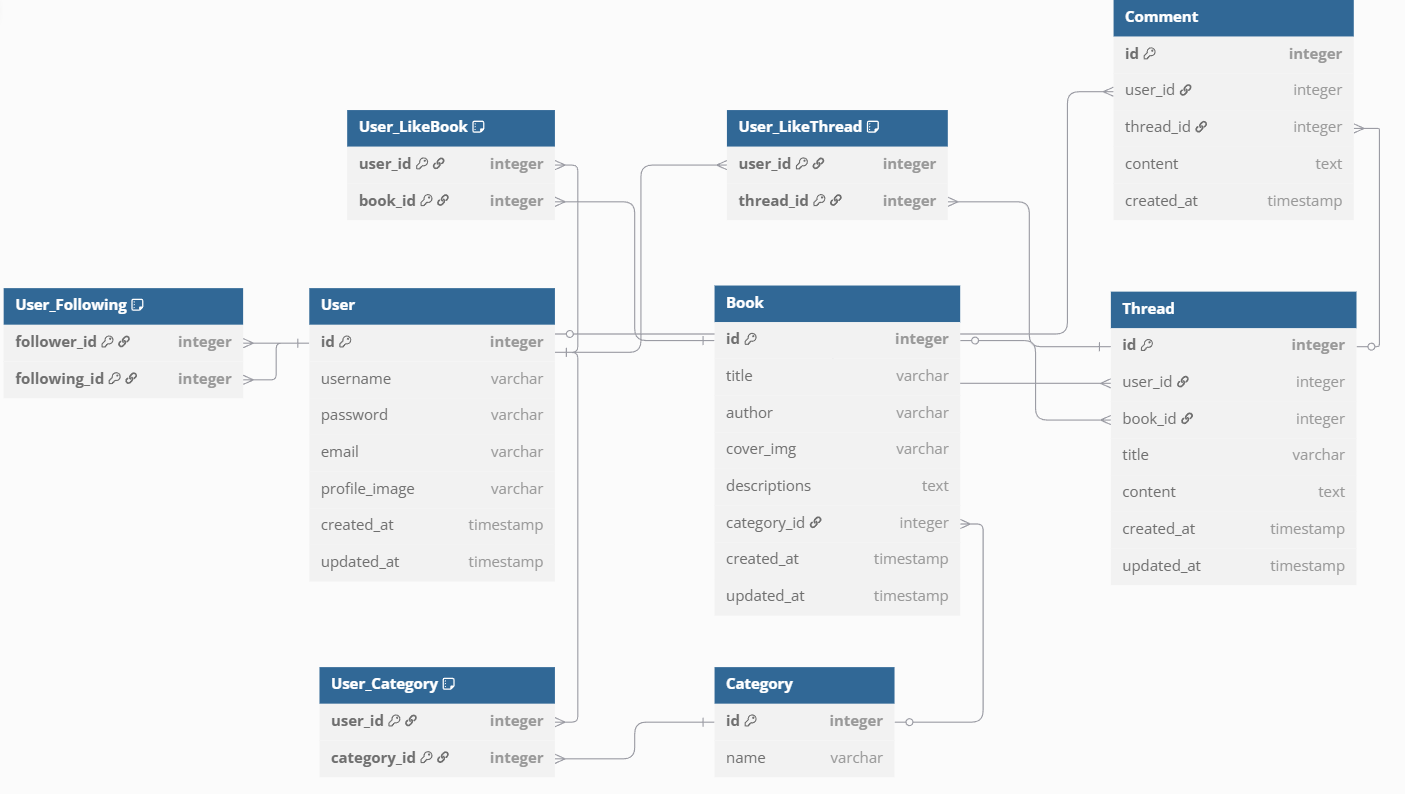 Comment
id integer
user_id integer
thread_id integer
content text
created_at timestamp
User_LikeBook
user_id integer
book_id integer
User_LikeThread
user_id integer
thread_id integer
User_Following
follower_id integer
following_id integer
User
id integer
username varchar
password varchar
email varchar
profile_image varchar
created_at timestamp
updated_at timestamp
Book
id integer
title varchar
author varchar
cover_img varchar
descriptions text
category_id integer
created_at timestamp
updated_at timestamp
Thread
id integer
user_id integer
book_id integer
title varchar
content text
created_at timestamp
updated_at timestamp
User_Category
user_id integer
category_id integer
Category
id integer
name varchar